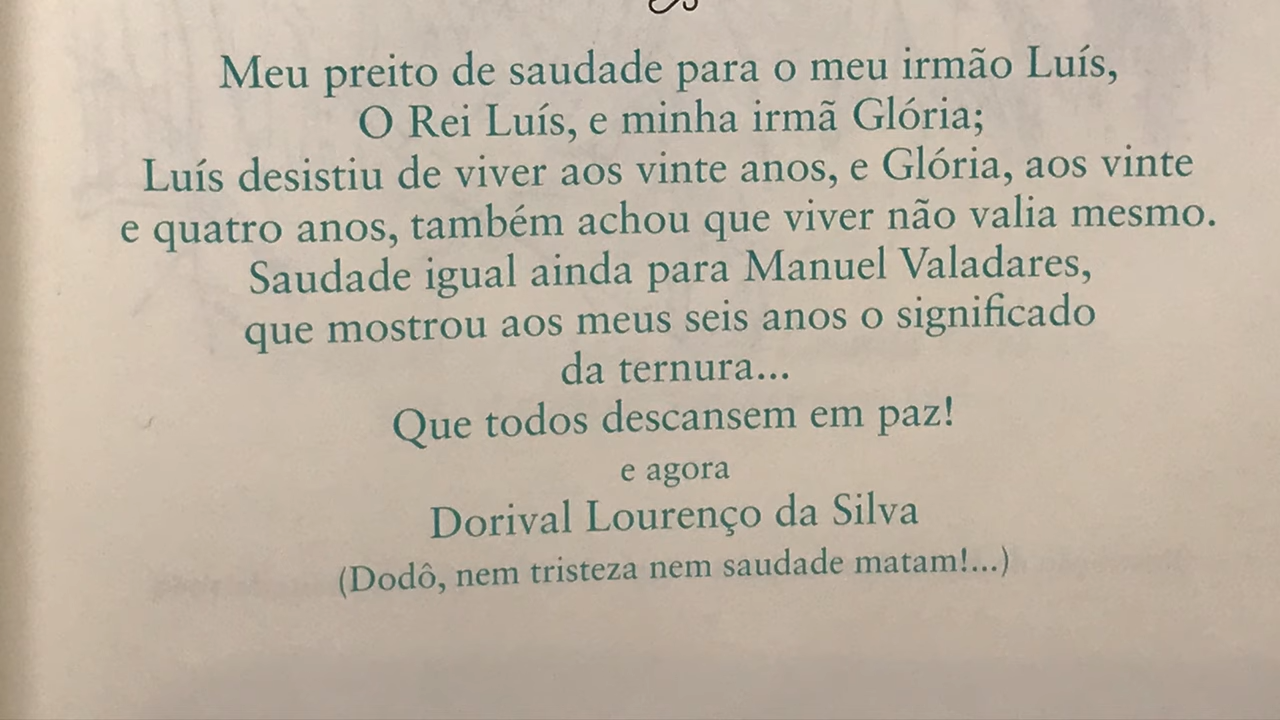 Meu preito de saudade para o meu irmão Luís,
O Rei Luís, e minha irmã Glória;
Luís desistiu de viver aos vinte anos, e Glória, aos vinte
e quatro anos, também achou que viver não valia mesmo.
Saudade igual ainda para Manuel Valadares,
que mostrou aos meus seis anos o significado
da ternura...
Que todos descansem em paz!
e agora
Dorival Lourenço da Silva
(Dodô, nem tristeza nem saudade matam!...)